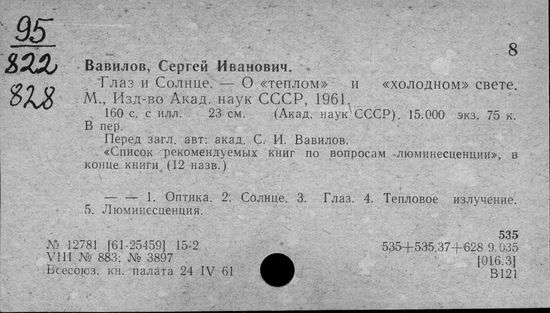 95
822
828
8
Вавилов, Сергей Иванович.
Глаз и Солнце. — О «теплом» и «холодном» свете.
М., Изд-во Акад. наук СССР, 1961.
160 с. с илл. 23 см. (Акад. наук СССР). 15.000 экз. 75 к.
В пер.
Перед загл. авт: акад. С. И. Вавилов.
«Список рекомендуемых книг по вопросам люминесценции», в
конце книги (12 назв.)
— — 1. Оптика. 2. Солнце. 3. Глаз. 4. Тепловое излучение.
5. Люминесценция.
535
№ 12781 [61-25459] 15-2 535+535.37+628 9.035
VIII № 883; № 3897 [016.3]
Всесоюз. кн. палата 24 IV 61 В121